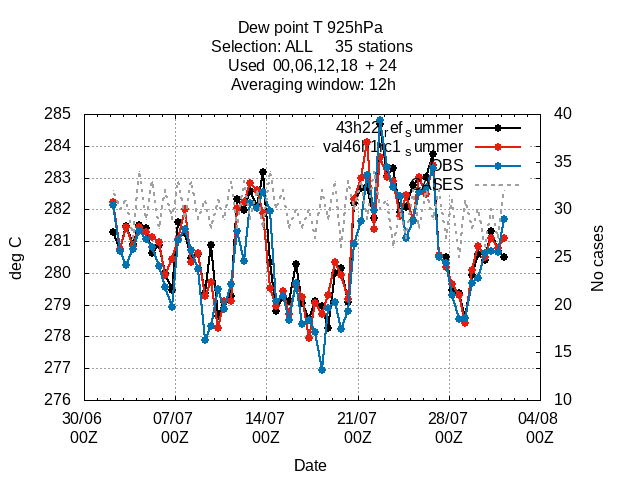 Dew point T 925hPa
Selection: ALL 35 stations
Used 00,06,12,18 + 24
Averaging window: 12h
285
284
283
282
281
280
279
278
277
276
deg C
40
35
30
25
20
15
10
No cases
43h22_ref_summer
OBS
30/06 07/07 14/07 21/07 28/07 04/08
00Z 00Z 00Z 00Z 00Z 00Z
Date